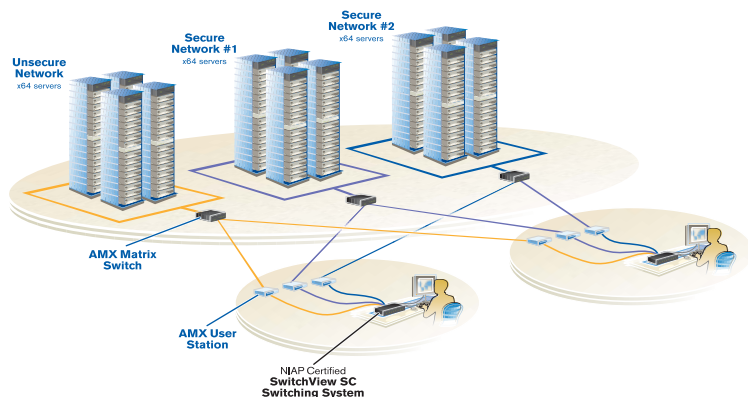 Secure
Network #2
x64 servers
Secure
Network #1
x64 servers
Unsecure
Network
x64 servers
AMX Matrix
Switch
AMX User
Station
NIAP Certified
SwitchView SC
Switching System